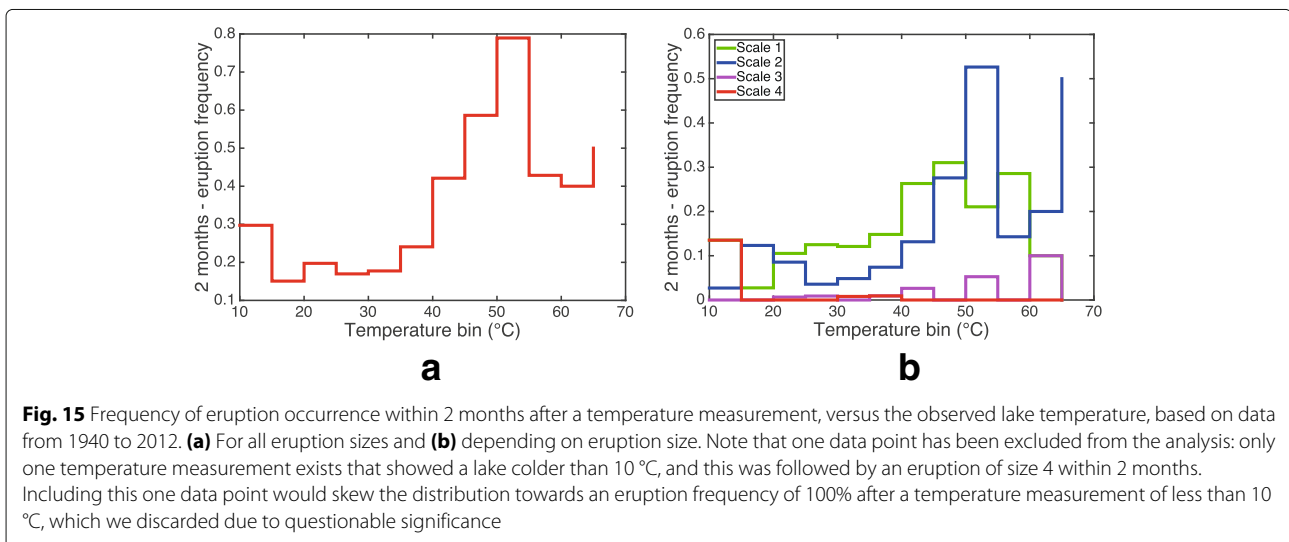 0.8
0.7
0.6
0.5
0.4
0.3
0.2
0.1
2 months - eruption frequency
10 20 30 40 50 60 70
Temperature bin (°C)
a
Scale 1
Scale 2
Scale 3
Scale 4
0.6
0.5
0.4
0.3
0.2
0.1
0
2 months - eruption frequency
10 20 30 40 50 60 70
Temperature bin (°C)
b
Fig. 15 Frequency of eruption occurrence within 2 months after a temperature measurement, versus the observed lake temperature, based on data
from 1940 to 2012. (a) For all eruption sizes and (b) depending on eruption size. Note that one data point has been excluded from the analysis: only
one temperature measurement exists that showed a lake colder than 10 °C, and this was followed by an eruption of size 4 within 2 months.
Including this one data point would skew the distribution towards an eruption frequency of 100% after a temperature measurement of less than 10
°C, which we discarded due to questionable significance